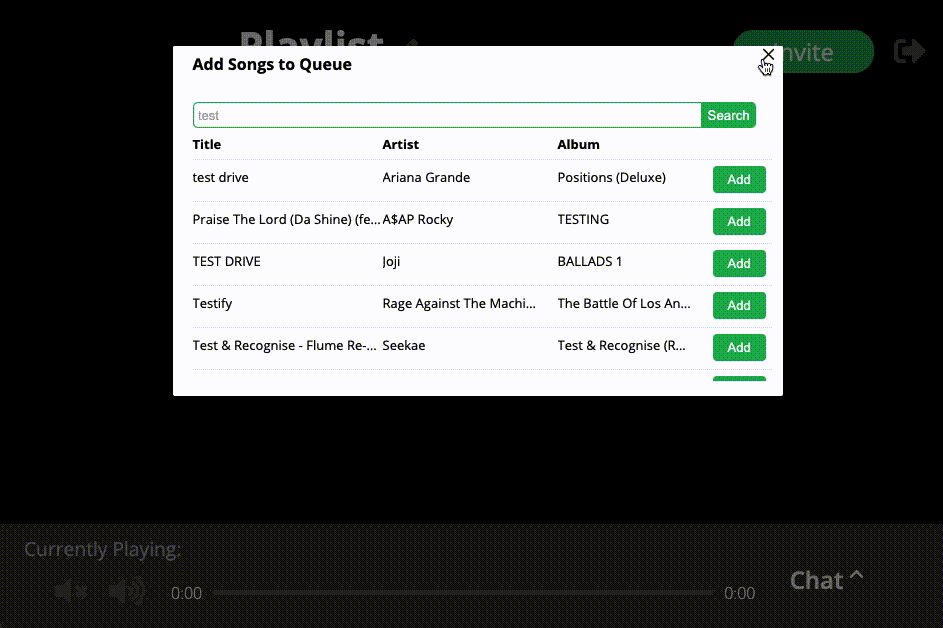 Playlist
Invite
Add Songs to Queue
test
Search
Title Artist Album
test drive Ariana Grande Positions (Deluxe) Add
Praise The Lord (Da Shine) (fe... A$AP Rocky TESTING Add
TEST DRIVE Joji BALLADS 1 Add
Testify Rage Against The Machi... The Battle Of Los An... Add
Test & Recognise - Flume Re-... Seekae Test & Recognise (R... Add
Currently Playing:
0:00 0:00
Chat